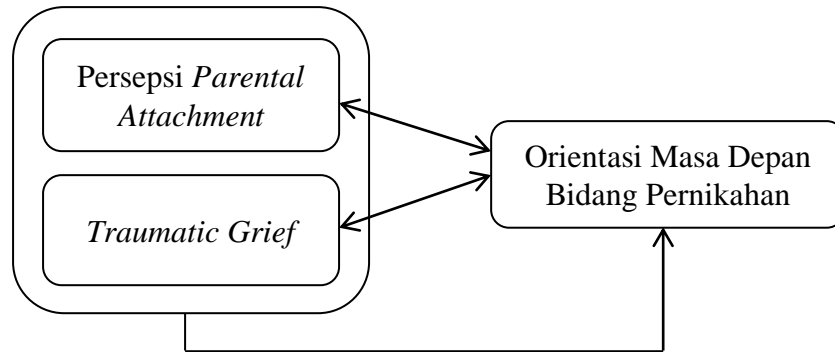 Persepsi Parental
Attachment
Traumatic Grief
Orientasi Masa Depan
Bidang Pernikahan